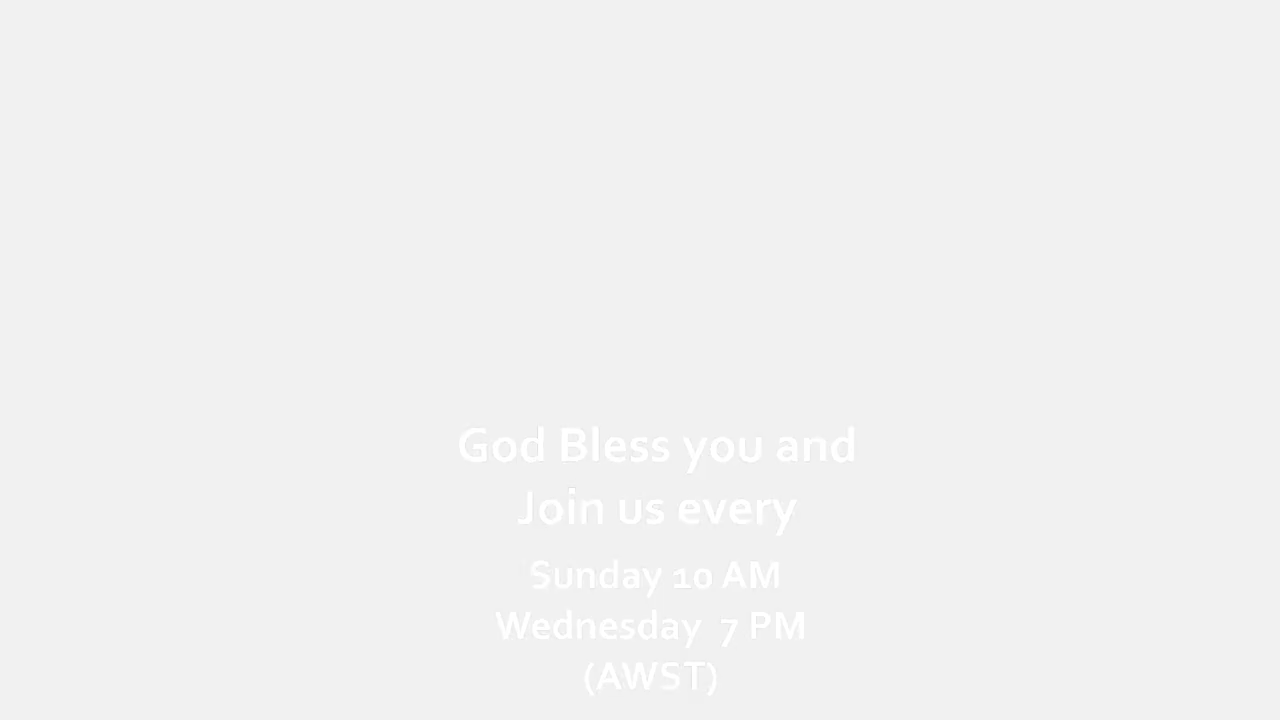 God Bless you and
Join us every
Sunday 10 AM
Wednesday  7 PM
(AWST)